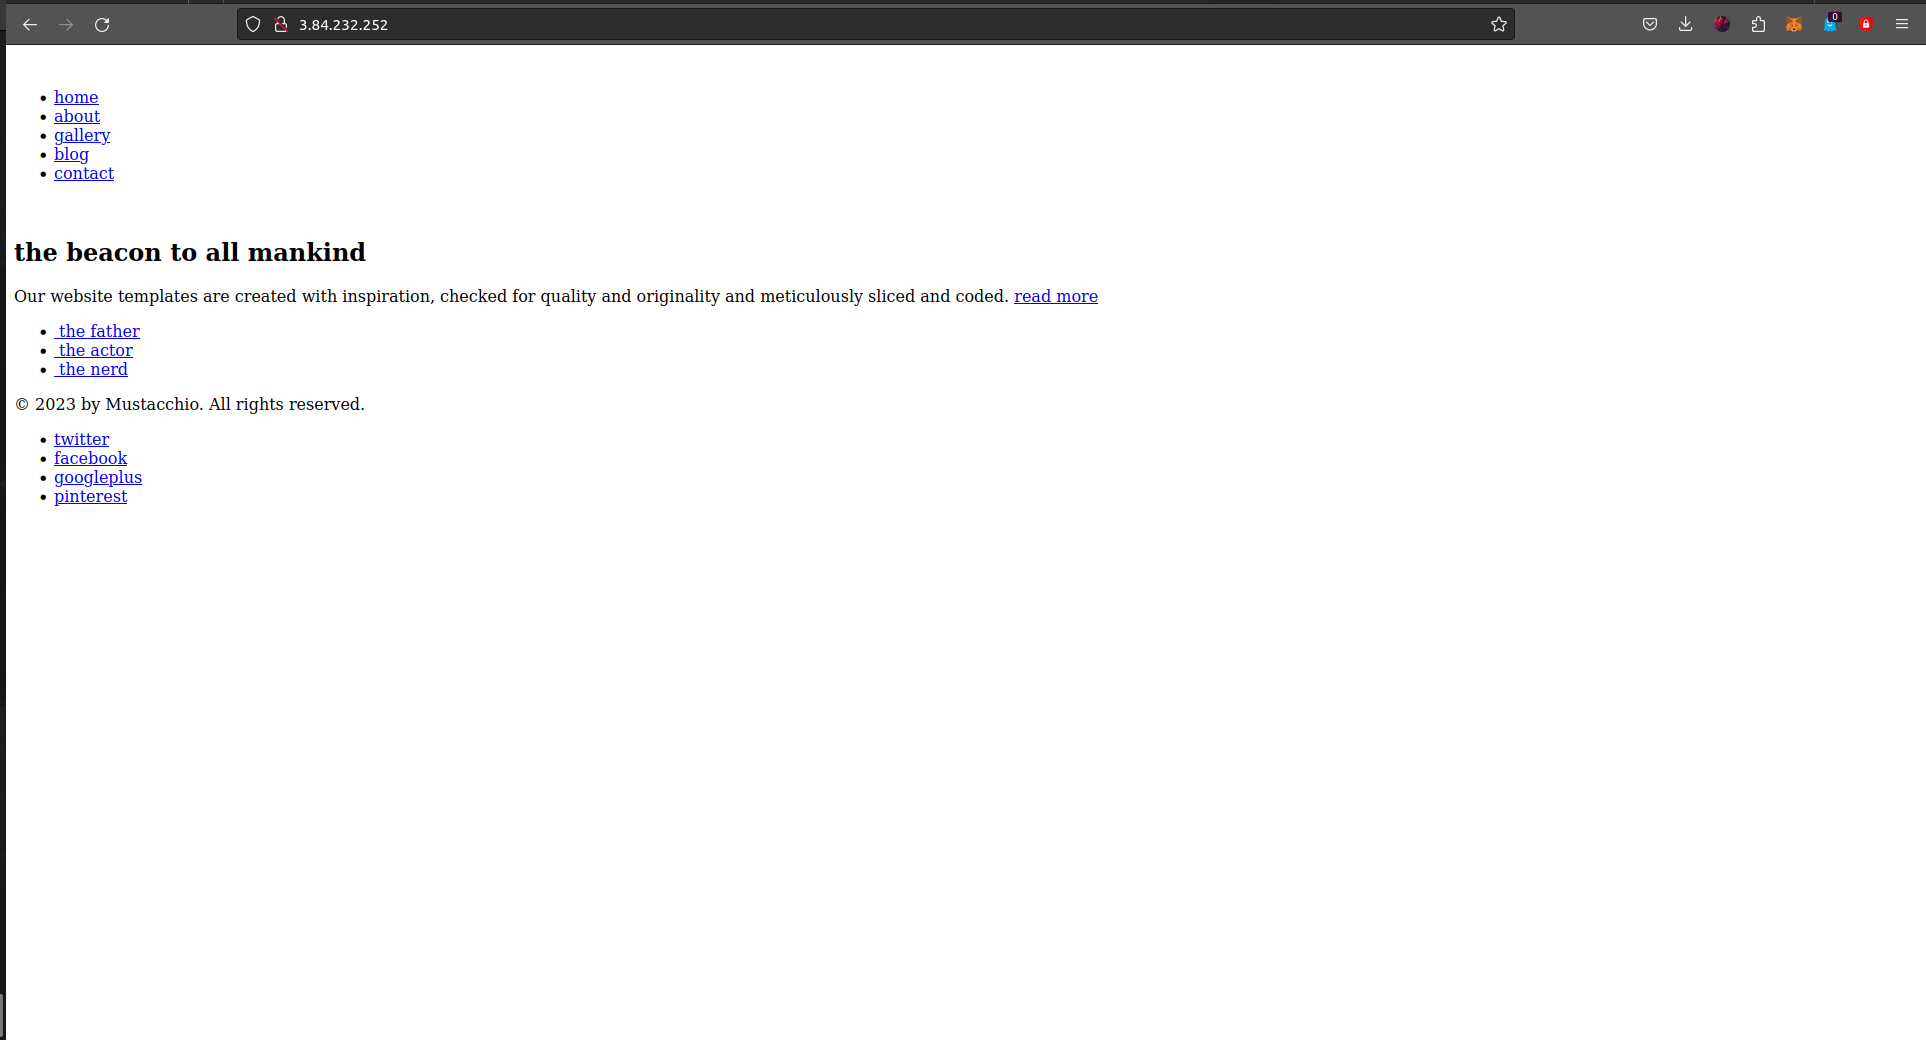 3.84.232.252
0
home
about
gallery
blog
contact
the beacon to all mankind
Our website templates are created with inspiration, checked for quality and originality and meticulously sliced and coded. read more
the father
the actor
the nerd
© 2023 by Mustacchio. All rights reserved.
twitter
facebook
googleplus
pinterest